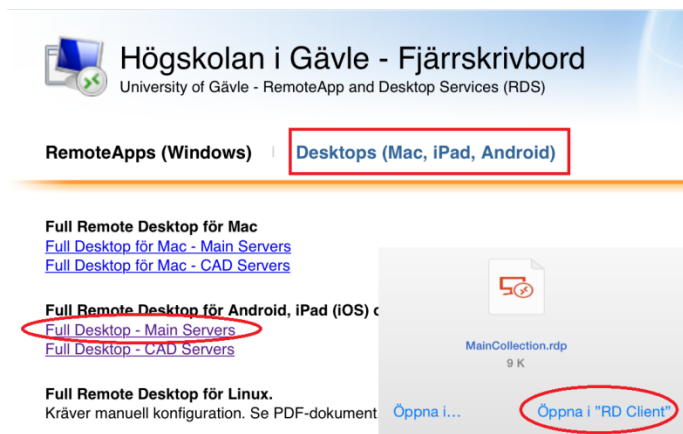 Högskolan i Gävle - Fjärrskrivbord
University of Gävle - RemoteApp and Desktop Services (RDS)
RemoteApps (Windows) | Desktops (Mac, iPad, Android)
Full Remote Desktop för Mac
Full Desktop för Mac - Main Servers
Full Desktop för Mac - CAD Servers
Full Remote Desktop för Android, iPad (iOS)
Full Desktop - Main Servers
Full Desktop - CAD Servers
Full Remote Desktop för Linux.
Kräver manuell konfiguration. Se PDF-dokument
MainCollection.rdp
9 K
Öppna i... Öppna i "RD Client"